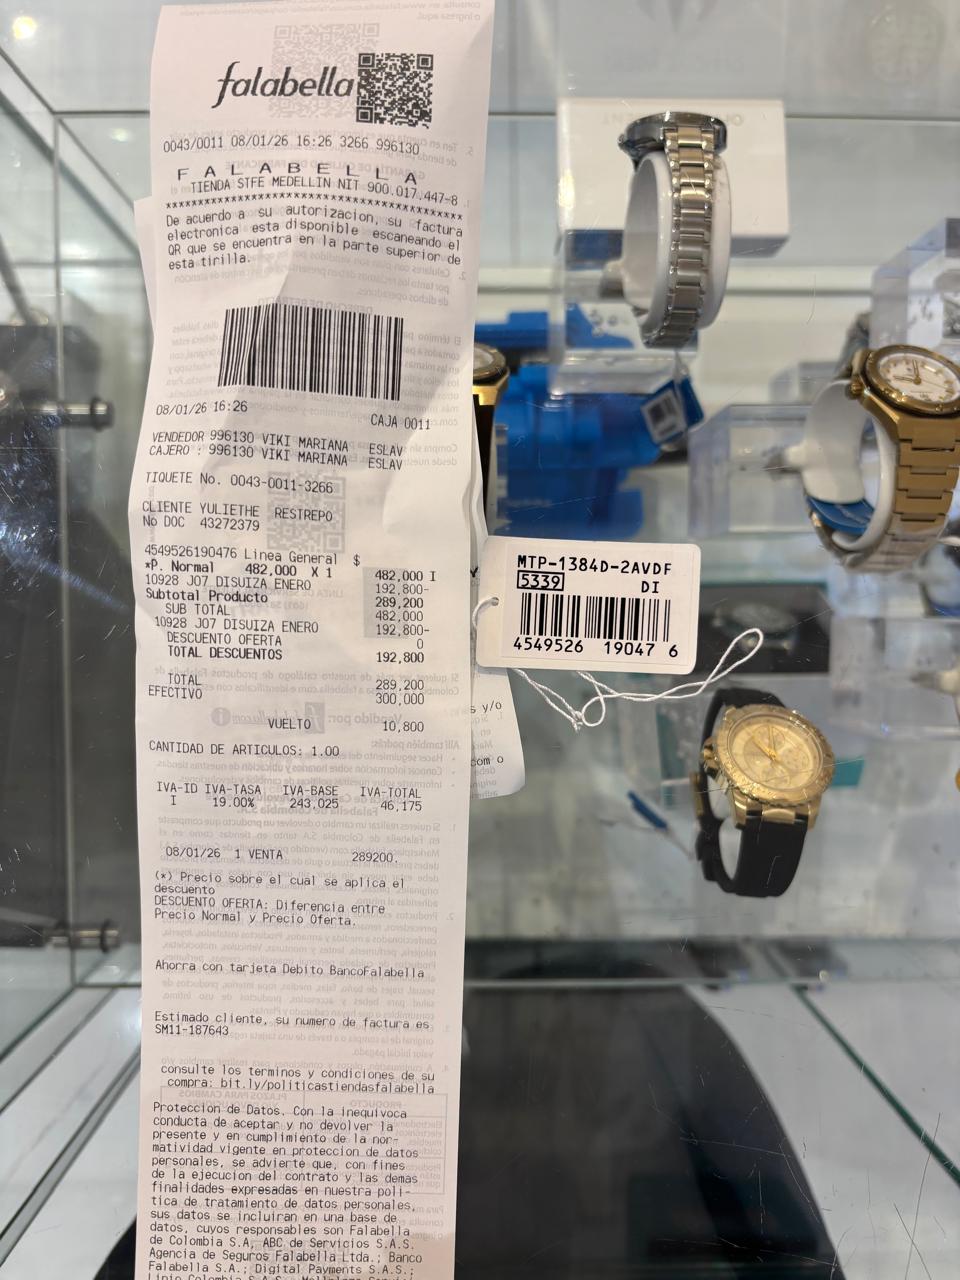 falabella
0043/0011 08/01/26 16:26 3266 996130
F A L A B E L L A
TIENDA STFE MEDELLIN NIT 900.017.447-8
******************************************
De acuerdo a su autorizacion, su factura
electronica esta disponible escaneando el
QR que se encuentra en la parte superior de
esta tirilla.
08/01/26 16:26
CAJA 0011
VENDEDOR 996130 VIKI MARIANA ESLAV
CAJERO : 996130 VIKI MARIANA ESLAV
TIQUETE No. 0043-0011-3266
CLIENTE YULIETHE RESTREPO
No DOC 43272379
4549526190476 Linea General $
*P. Normal 482,000 X 1 482,000 I
10928 J07 DISUIZA ENERO 192,800-
Subtotal Producto 289,200
SUB TOTAL 482,000
10928 J07 DISUIZA ENERO 192,800-
DESCUENTO OFERTA 0
TOTAL DESCUENTOS 192,800
TOTAL 289,200
EFECTIVO 300,000
VUELTO 10,800
CANTIDAD DE ARTICULOS: 1.00
IVA-ID IVA-TASA IVA-BASE IVA-TOTAL
I 19.00% 243,025 46,175
08/01/26 1 VENTA 289200.
(*) Precio sobre el cual se aplica el
descuento
DESCUENTO OFERTA: Diferencia entre
Precio Normal y Precio Oferta.
Ahorra con tarjeta Debito BancoFalabella
Estimado cliente, su numero de factura es
SM11-187643
consulte los terminos y condiciones de su
compra: bit.ly/politicastiendasfalabella
Proteccion de Datos. Con la inequivoca
conducta de aceptar y no devolver la
presente y en cumplimiento de la nor-
matividad vigente en proteccion de datos
personales, se advierte que, con fines
de la ejecucion del contrato y las demas
finalidades expresadas en nuestra poli-
tica de tratamiento de datos personales,
sus datos se incluiran en una base de
datos, cuyos responsables son Falabella
de Colombia S.A, ABC de Servicios S.A.S.
Agencia de Seguros Falabella Ltda.; Banco
Falabella S.A.; Digital Payments S.A.S.;
MTP-1384D-2AVDF
5339 DI
4549526 19047 6
s y/o
com o